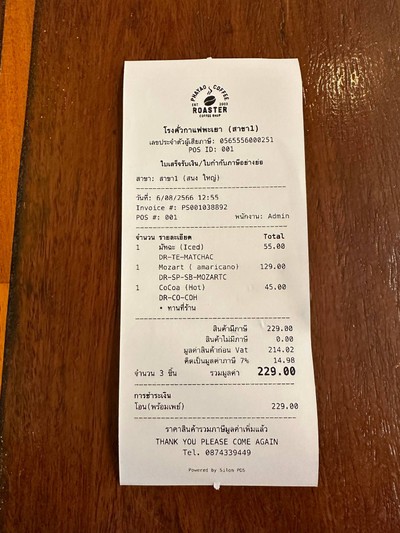 PHAYAO COFFEE
EST 2003
ROASTER
COFFEE SHOP
โรงคั่วกาแฟพะเยา (สาขา1)
เลขประจำตัวผู้เสียภาษี: 0565556000251
POS ID: 001
ใบเสร็จรับเงิน/ใบกำกับภาษีอย่างย่อ
สาขา: สาขา1 (สนง ใหญ่)
วันที่: 6/08/2566 12:55
Invoice #: PS001038892
POS #: 001 พนักงาน: Admin
จำนวน รายละเอียด Total
1 มัทฉะ (Iced) 55.00
DR-TE-MATCHAC
1 Mozart ( amaricano) 129.00
DR-SP-SB-MOZARTC
1 CoCoa (Hot) 45.00
DR-CO-COH
• ทานที่ร้าน
สินค้ามีภาษี 229.00
สินค้าไม่มีภาษี 0.00
มูลค่าสินค้าก่อน Vat 214.02
คิดเป็นมูลค่าภาษี 7% 14.98
จำนวน 3 ชิ้น รวมมูลค่า 229.00
การชำระเงิน
โอน(พร้อมเพย์) 229.00
ราคาสินค้ารวมภาษีมูลค่าเพิ่มแล้ว
THANK YOU PLEASE COME AGAIN
Tel. 0874339449
Powered by Silom POS